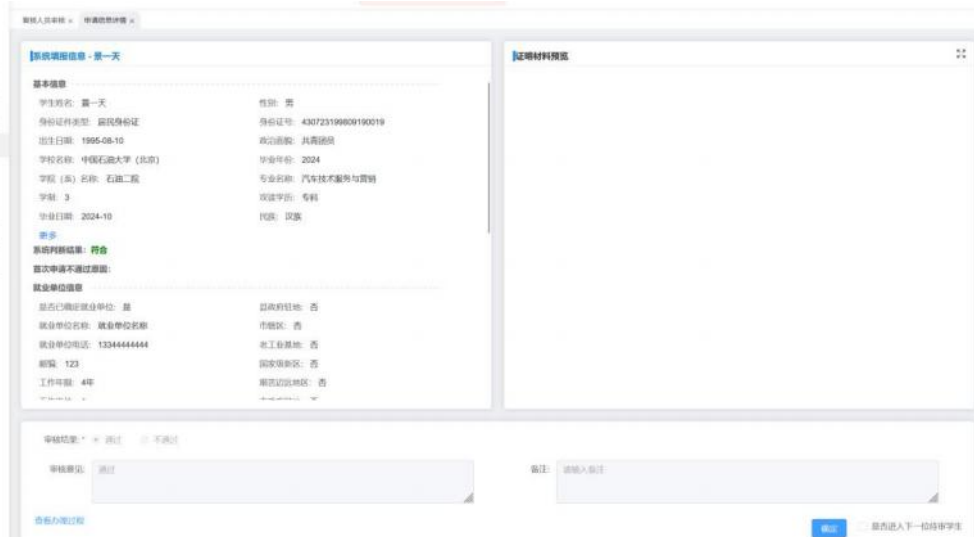 复核人员审核 × 申请信息详情 ×
系统填报信息 - 景一天
证明材料预览
基本信息
学生姓名: 景一天 性别: 男
身份证件类型: 居民身份证 身份证号: 430723199809190019
出生日期: 1995-08-10 政治面貌: 共青团员
学校名称: 中国石油大学（北京） 毕业年份: 2024
学院（系）名称: 石油二院 专业名称: 汽车技术服务与营销
学制: 3 攻读学历: 专科
毕业日期: 2024-10 民族: 汉族
更多
系统判断结果: 符合
首次申请不通过原因:
就业单位信息
是否已确定就业单位: 是 县政府驻地: 否
就业单位名称: 就业单位名称 市辖区: 否
就业单位电话: 13344444444 老工业基地: 否
邮编: 123 国家级新区: 否
工作年限: 4年 艰苦边远地区: 否
审核结果: * 通过 不通过
审核意见: 通过
备注: 请输入备注
查看办理过程
确定 是否进入下一位待审学生